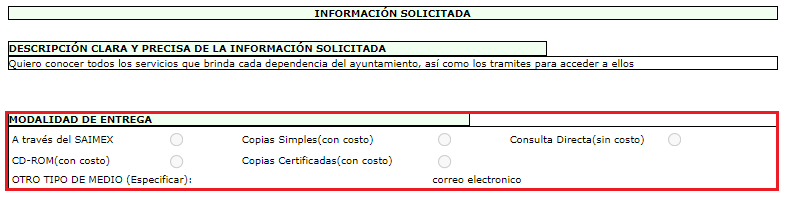 INFORMACIÓN SOLICITADA
DESCRIPCIÓN CLARA Y PRECISA DE LA INFORMACIÓN SOLICITADA
Quiero conocer todos los servicios que brinda cada dependencia del ayuntamiento, así como los tramites para acceder a ellos
MODALIDAD DE ENTREGA
A través del SAIMEX Copias Simples(con costo) Consulta Directa(sin costo)
CD-ROM(con costo) Copias Certificadas(con costo)
OTRO TIPO DE MEDIO (Especificar): correo electronico